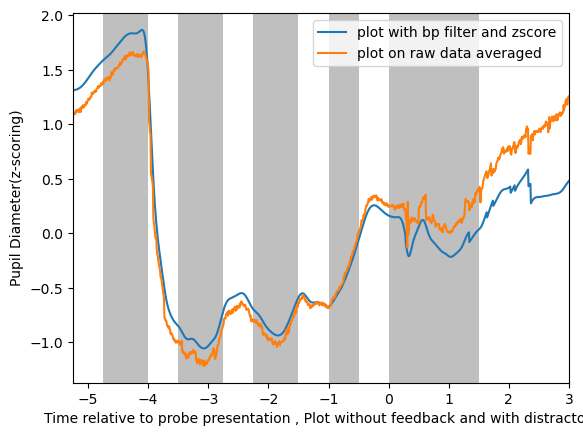 plot with bp filter and zscore
plot on raw data averaged
2.0
1.5
1.0
0.5
0.0
−0.5
−1.0
Pupil Diameter(z-scoring)
−5 −4 −3 −2 −1 0 1 2 3
Time relative to probe presentation , Plot without feedback and with distracto